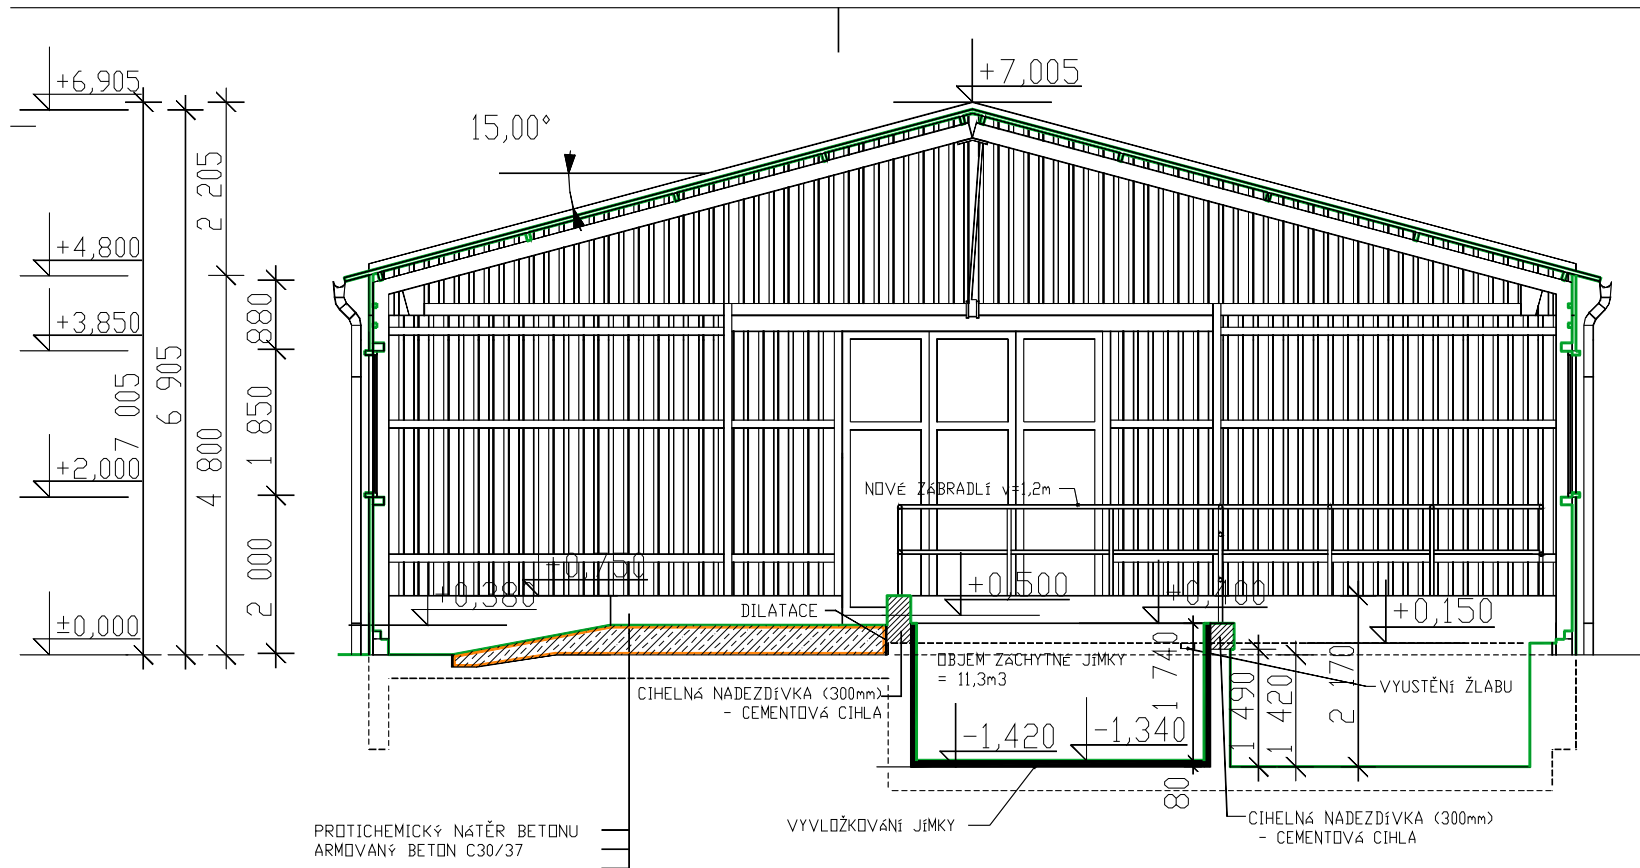 +6,905
+7,005
15,00°
2 205
+4,800
880
+3,850
7 005
6 905
1 850
4 800
+2,000
NOVÉ ZÁBRADLÍ v=1,2m
2 000
+0,750
+0,380
+0,500
+0,400
+0,150
±0,000
DILATACE
1 740
OBJEM ZÁCHYTNÉ JÍMKY
= 11,3m3
CIHELNÁ NADEZDÍVKA (300mm)
- CEMENTOVÁ CIHLA
VYUSTĚNÍ ŽLABU
1 490
1 420
2 170
-1,420
-1,340
80
PROTICHEMICKÝ NÁTĚR BETONU
ARMOVANÝ BETON C30/37
VYVLOŽKOVÁNÍ JÍMKY
CIHELNÁ NADEZDÍVKA (300mm)
- CEMENTOVÁ CIHLA